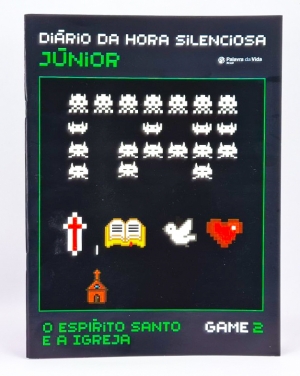 DIÁRIO DA HORA SILENCIOSA
JÚNIOR
Palavra da Vida
O ESPÍRITO SANTO
E A IGREJA
GAME 2